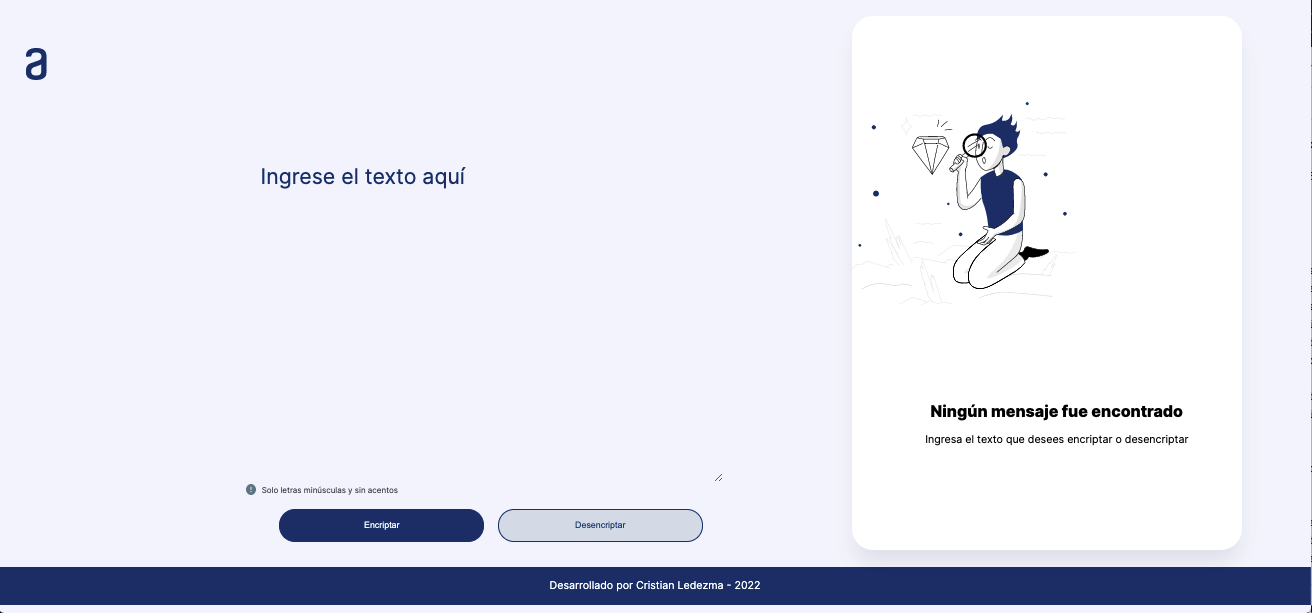 a
Ingrese el texto aquí
Solo letras minúsculas y sin acentos
Encriptar
Desencriptar
Ningún mensaje fue encontrado
Ingresa el texto que desees encriptar o desencriptar
Desarrollado por Cristian Ledezma - 2022